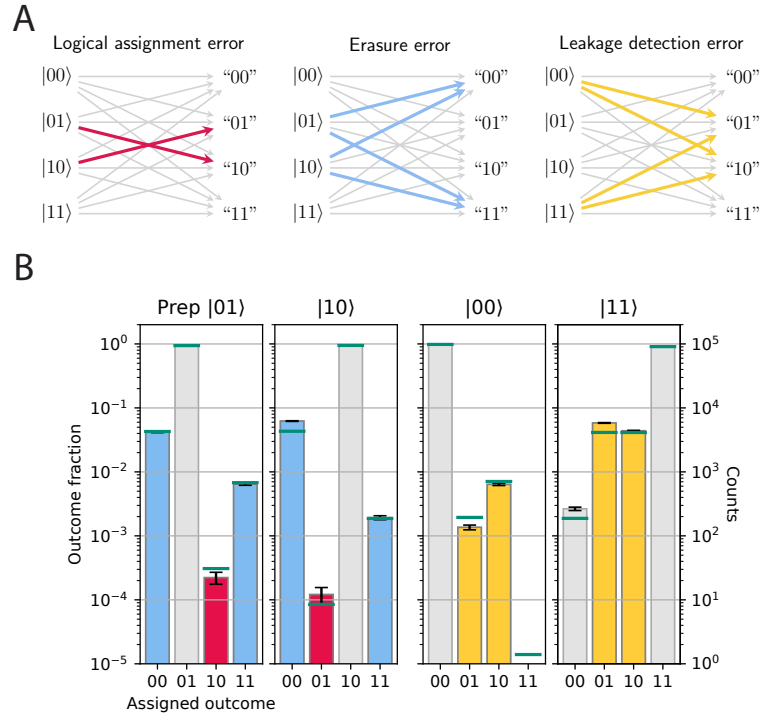 A
Logical assignment error
Erasure error
Leakage detection error
|00⟩ “00” |00⟩ “00” |00⟩ “00”
|01⟩ “01” |01⟩ “01” |01⟩ “01”
|10⟩ “10” |10⟩ “10” |10⟩ “10”
|11⟩ “11” |11⟩ “11” |11⟩ “11”
B
Prep |01⟩ |10⟩ |00⟩ |11⟩
Outcome fraction
10⁰
10⁻¹
10⁻²
10⁻³
10⁻⁴
10⁻⁵
10⁵
10⁴
10³
10²
10¹
10⁰
Counts
00 01 10 11 00 01 10 11 00 01 10 11 00 01 10 11
Assigned outcome